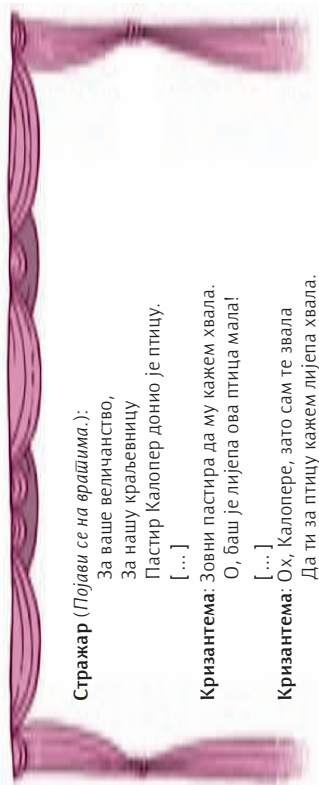 Стражар (Појави се на вратима.):
За ваше величанство,
За нашу краљевницу
Пастир Калопер донио је птицу.
[ ... ]
Кризантема: Зовни пастира да му кажем хвала.
О, баш је лијепа ова птица мала!
[ ... ]
Кризантема: Ох, Калопере, зато сам те звала
Да ти за птицу кажем лијепа хвала.